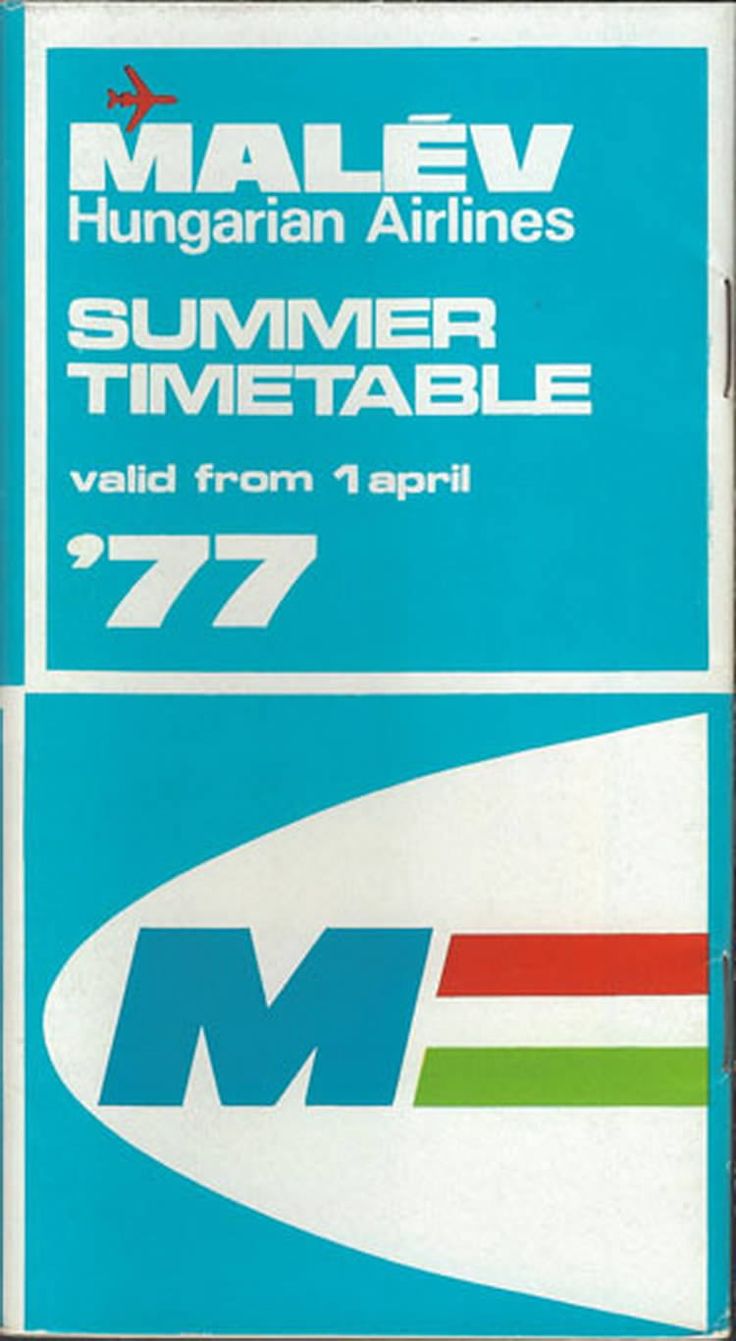 MALÉV
Hungarian Airlines
SUMMER
TIMETABLE
valid from 1 april
'77
M